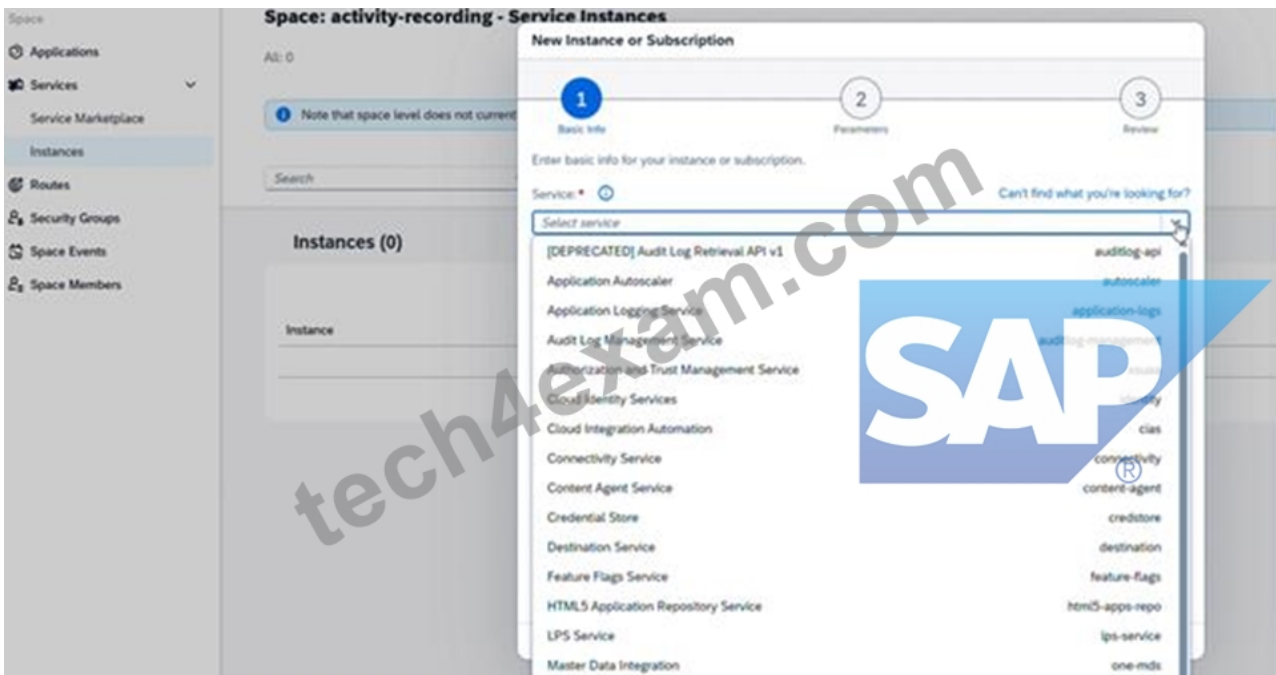 Space
Applications
Services
Service Marketplace
Instances
Routes
Security Groups
Space Events
Space Members
Space: activity-recording - Service Instances
All: 0
Note that space level does not current
Search
Instances (0)
Instance
New Instance or Subscription
1 2 3
Basic Info Parameters Review
Enter basic info for your instance or subscription.
Service: * Can't find what you're looking for?
Select service
[DEPRECATED] Audit Log Retrieval API v1 auditlog-api
Application Autoscaler autoscaler
Application Logging Service application-logs
Audit Log Management Service auditlog-management
Authorization and Trust Management Service xsuaa
Cloud Identity Services identity
Cloud Integration Automation cias
Connectivity Service connectivity
Content Agent Service content-agent
Credential Store credstore
Destination Service destination
Feature Flags Service feature-flags
HTML5 Application Repository Service html5-apps-repo
LPS Service lps-service
Master Data Integration one-mds
tech4exam.com
SAP
®